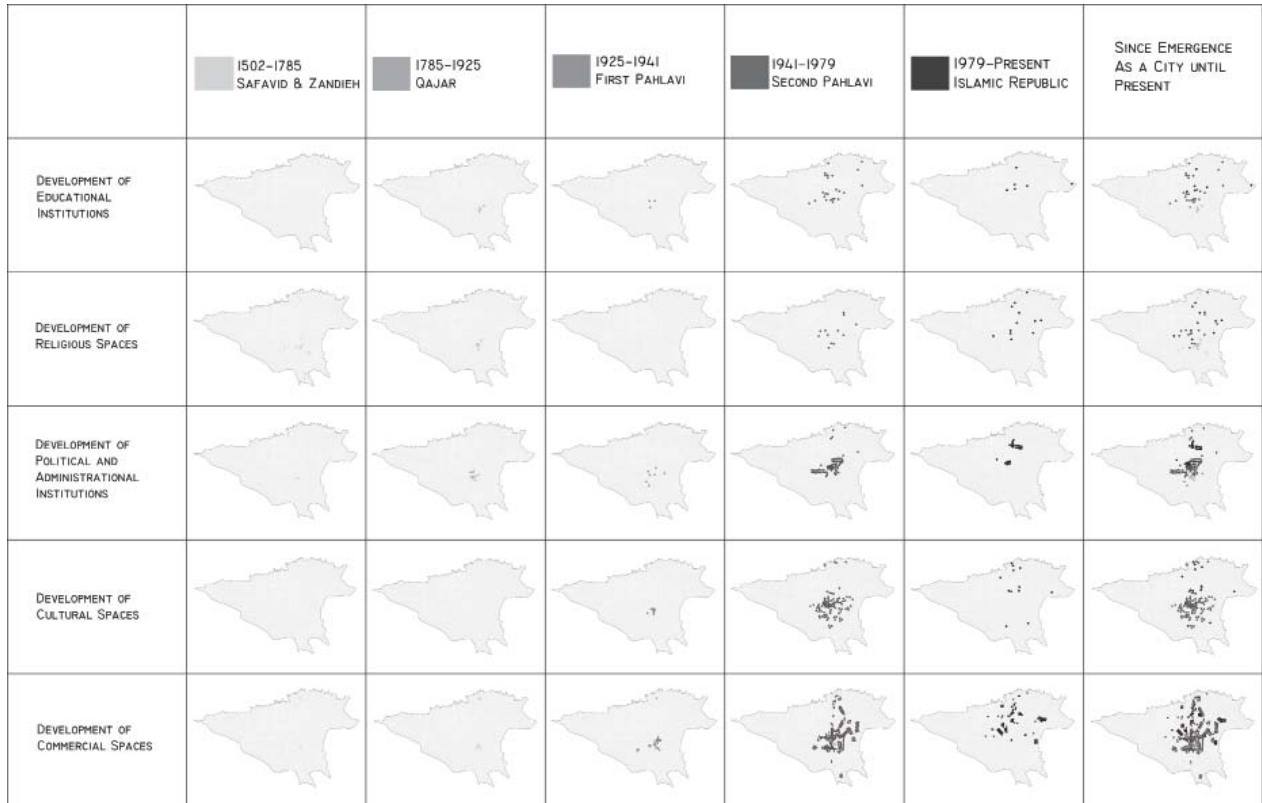 1502-1785
SAFAVID & ZANDIEH
1785-1925
QAJAR
1925-1941
FIRST PAHLAVI
1941-1979
SECOND PAHLAVI
1979-PRESENT
ISLAMIC REPUBLIC
SINCE EMERGENCE
AS A CITY UNTIL
PRESENT
DEVELOPMENT OF
EDUCATIONAL
INSTITUTIONS
DEVELOPMENT OF
RELIGIOUS SPACES
DEVELOPMENT OF
POLITICAL AND
ADMINISTRATIONAL
INSTITUTIONS
DEVELOPMENT OF
CULTURAL SPACES
DEVELOPMENT OF
COMMERCIAL SPACES